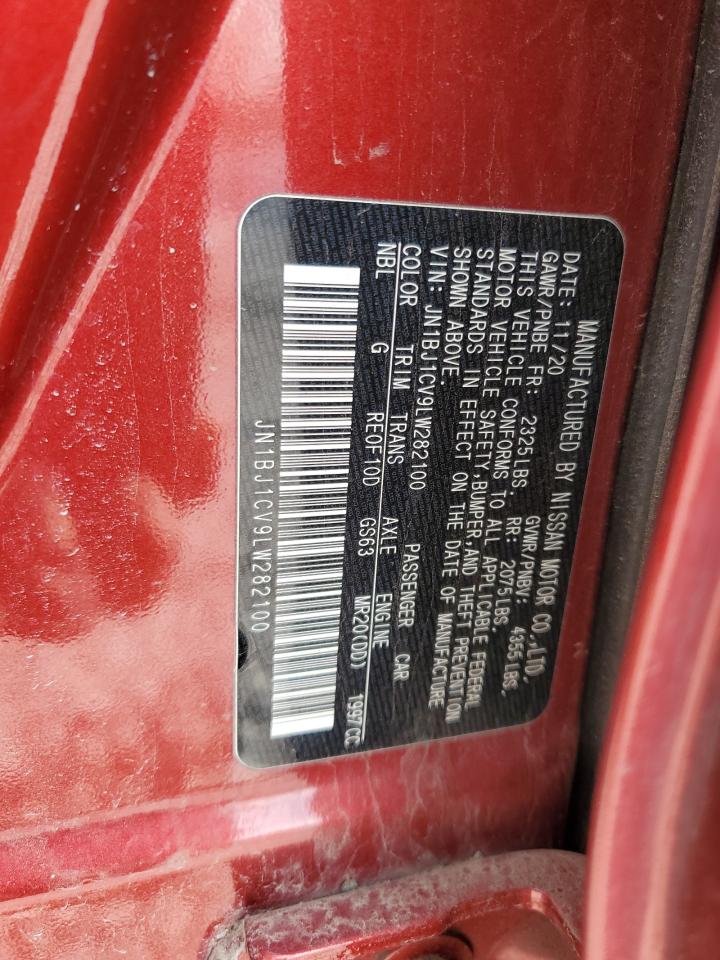 MANUFACTURED BY NISSAN MOTOR CO.,LTD.
DATE: 11/20 GVWR/PNBV: 4355LBS,
GAWR/PNBE FR: 2325LBS, RR: 2075LBS.
THIS VEHICLE CONFORMS TO ALL APPLICABLE FEDERAL
MOTOR VEHICLE SAFETY,BUMPER,AND THEFT PREVENTION
STANDARDS IN EFFECT ON THE DATE OF MANUFACTURE
SHOWN ABOVE.
VIN: JN1BJ1CV9LW282100 PASSENGER CAR
COLOR TRIM TRANS AXLE ENGINE
NBL G REOF10D GS63 MR20(DD) 1997CC
JN1BJ1CV9LW282100